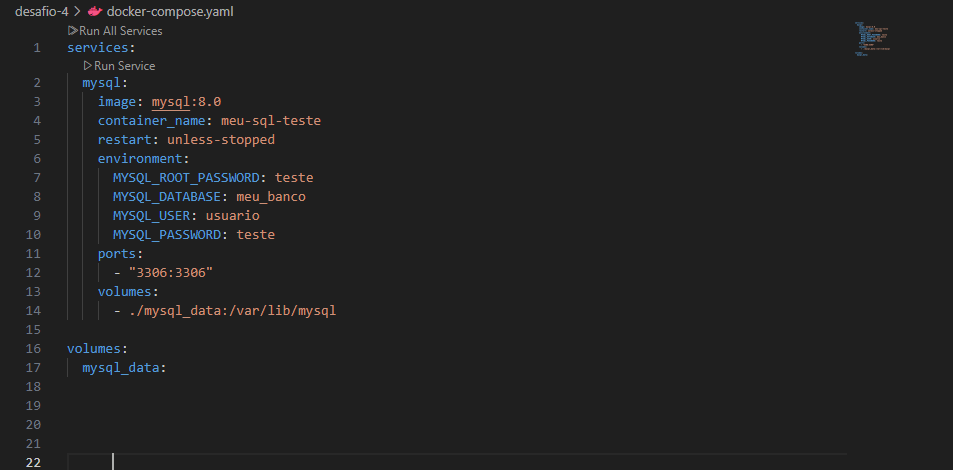 desafio-4 > docker-compose.yaml
Run All Services
1 services:
Run Service
2 mysql:
3 image: mysql:8.0
4 container_name: meu-sql-teste
5 restart: unless-stopped
6 environment:
7 MYSQL_ROOT_PASSWORD: teste
8 MYSQL_DATABASE: meu_banco
9 MYSQL_USER: usuario
10 MYSQL_PASSWORD: teste
11 ports:
12 - "3306:3306"
13 volumes:
14 - ./mysql_data:/var/lib/mysql
15
16 volumes:
17 mysql_data:
18
19
20
21
22